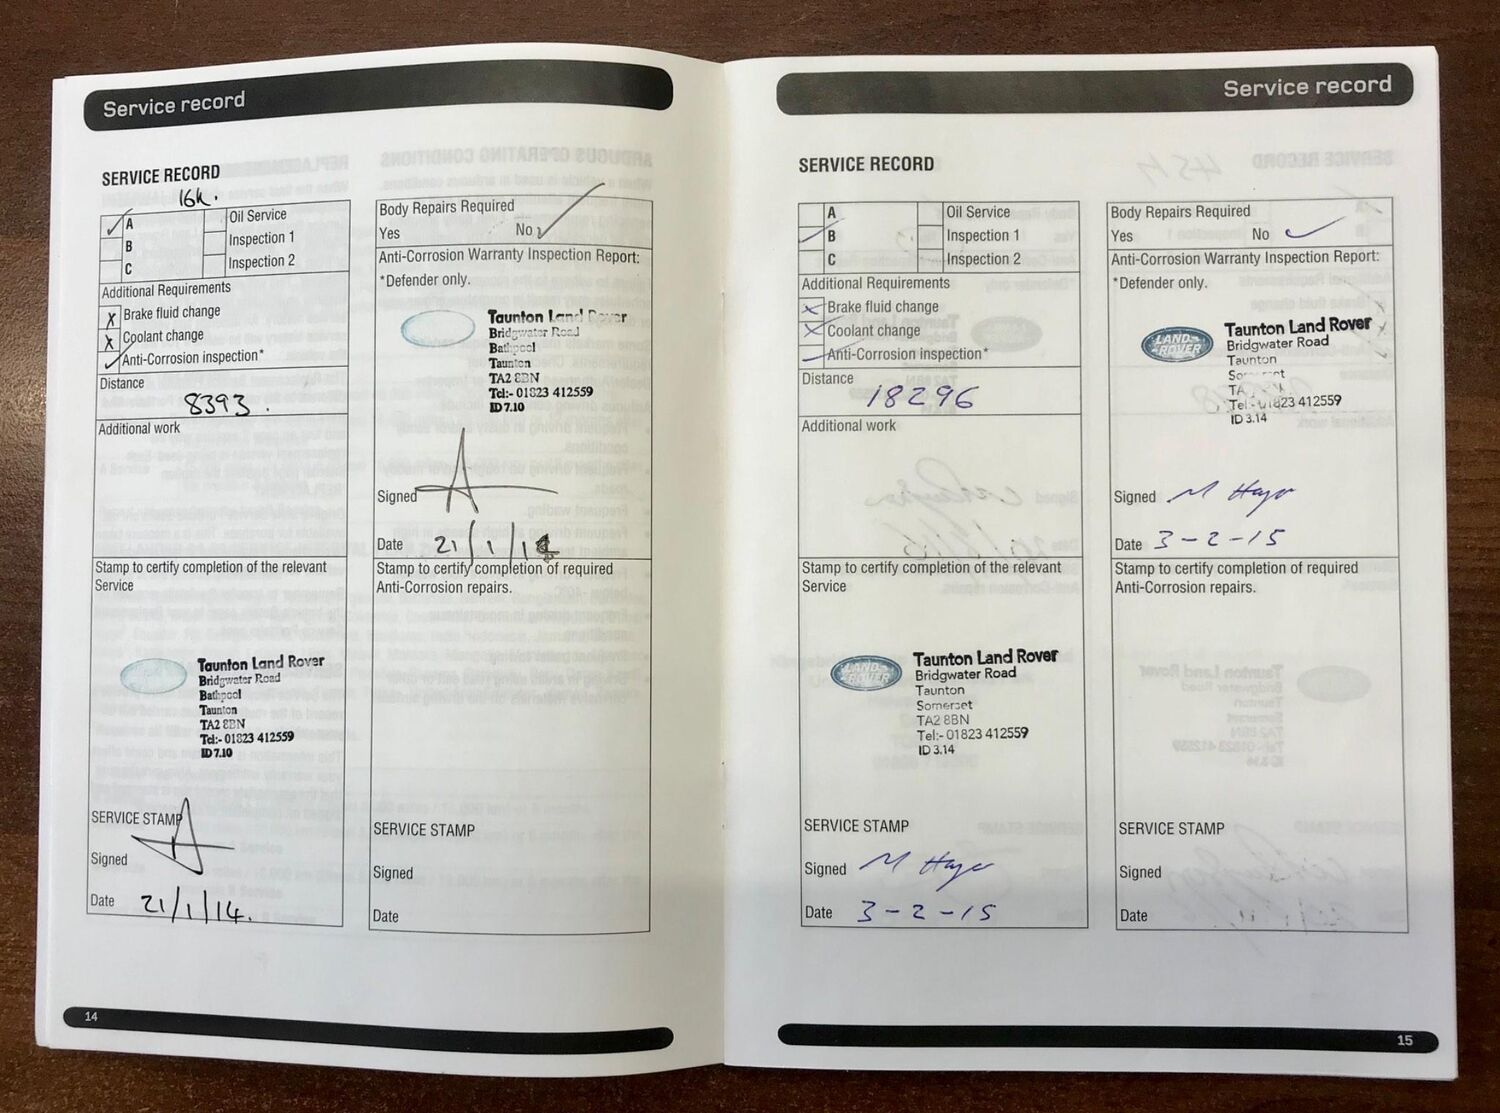 Service record
SERVICE RECORD
16k.
A
B
C
Oil Service
Inspection 1
Inspection 2
Additional Requirements
Brake fluid change
Coolant change
Anti-Corrosion inspection*
Distance
8393.
Additional work
Stamp to certify completion of the relevant
Service
Taunton Land Rover
Bridgwater Road
Bathpool
Taunton
TA2 8BN
Tel:- 01823 412559
ID 7.10
SERVICE STAMP
Signed
Date 21/1/14.
Body Repairs Required
Yes No
Anti-Corrosion Warranty Inspection Report:
*Defender only.
Taunton Land Rover
Bridgwater Road
Bathpool
Taunton
TA2 8BN
Tel:- 01823 412559
ID 7.10
Signed
Date 21/1/14
Stamp to certify completion of required
Anti-Corrosion repairs.
SERVICE STAMP
Signed
Date
14
Service record
SERVICE RECORD
A
B
C
Oil Service
Inspection 1
Inspection 2
Additional Requirements
Brake fluid change
Coolant change
Anti-Corrosion inspection*
Distance
18296
Additional work
Stamp to certify completion of the relevant
Service
LAND ROVER
Taunton Land Rover
Bridgwater Road
Taunton
Somerset
TA2 8BN
Tel:- 01823 412559
ID 3.14
SERVICE STAMP
Signed
Date 3-2-15
Body Repairs Required
Yes No
Anti-Corrosion Warranty Inspection Report:
*Defender only.
LAND ROVER
Taunton Land Rover
Bridgwater Road
Taunton
Somerset
Tel:- 01823 412559
ID 3.14
Signed
Date 3-2-15
Stamp to certify completion of required
Anti-Corrosion repairs.
SERVICE STAMP
Signed
Date
15